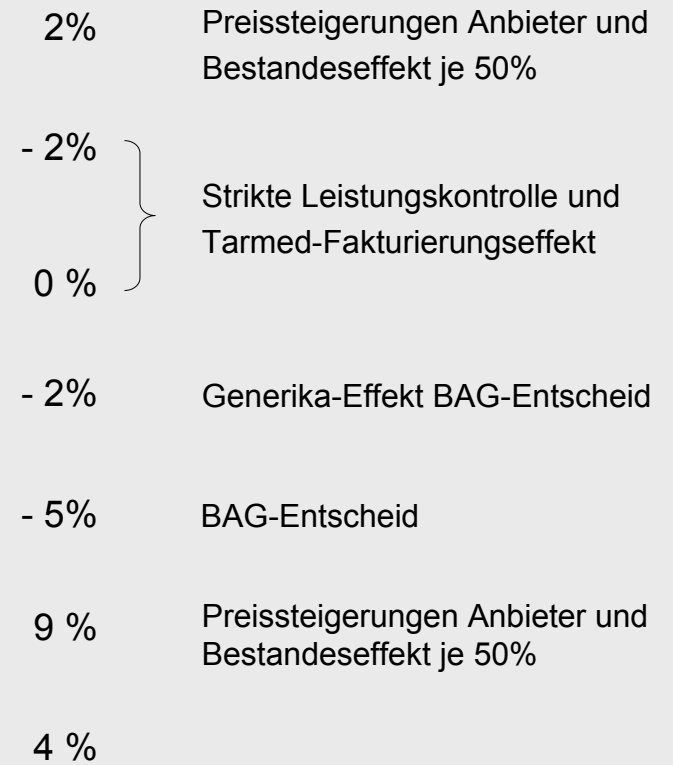 2% Preissteigerungen Anbieter und
Bestandeseffekt je 50%
- 2%
Strikte Leistungskontrolle und
Tarmed-Fakturierungseffekt
0 %
- 2% Generika-Effekt BAG-Entscheid
- 5% BAG-Entscheid
9 % Preissteigerungen Anbieter und
Bestandeseffekt je 50%
4 %